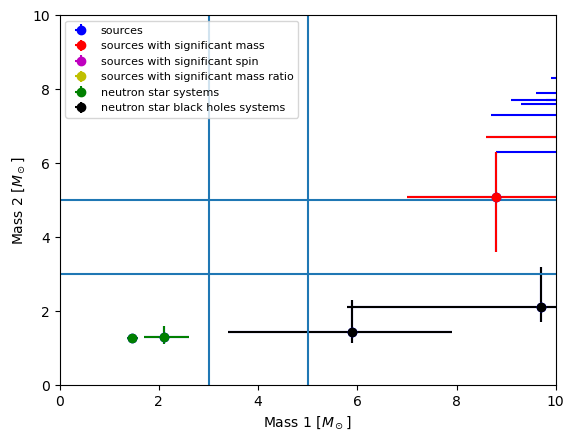 10
8
6
4
2
0
Mass 2 [M⊙]
sources
sources with significant mass
sources with significant spin
sources with significant mass ratio
neutron star systems
neutron star black holes systems
0 2 4 6 8 10
Mass 1 [M⊙]